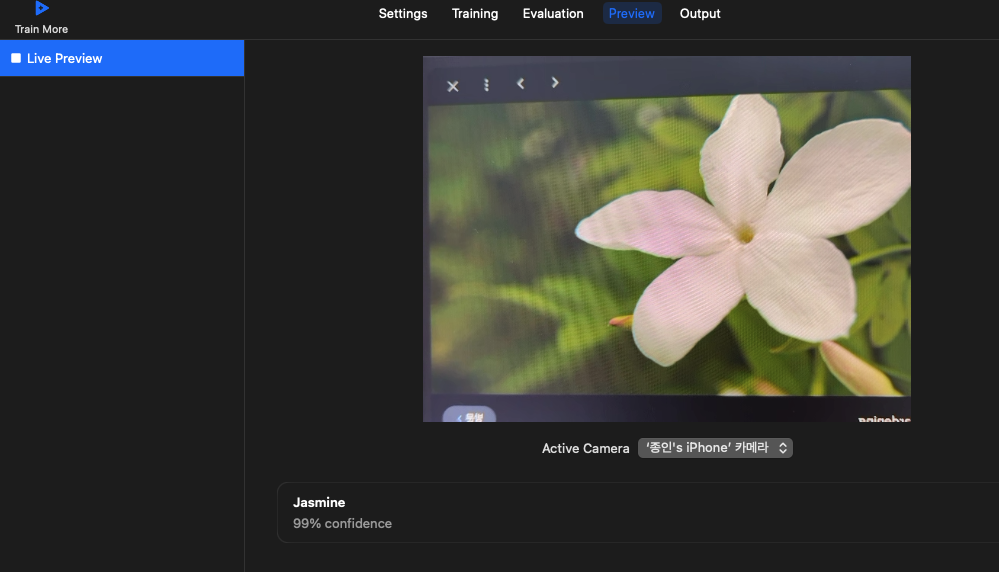 Settings Training Evaluation Preview Output
Train More
Live Preview
Active Camera ‘종인's iPhone’ 카메라
Jasmine
99% confidence